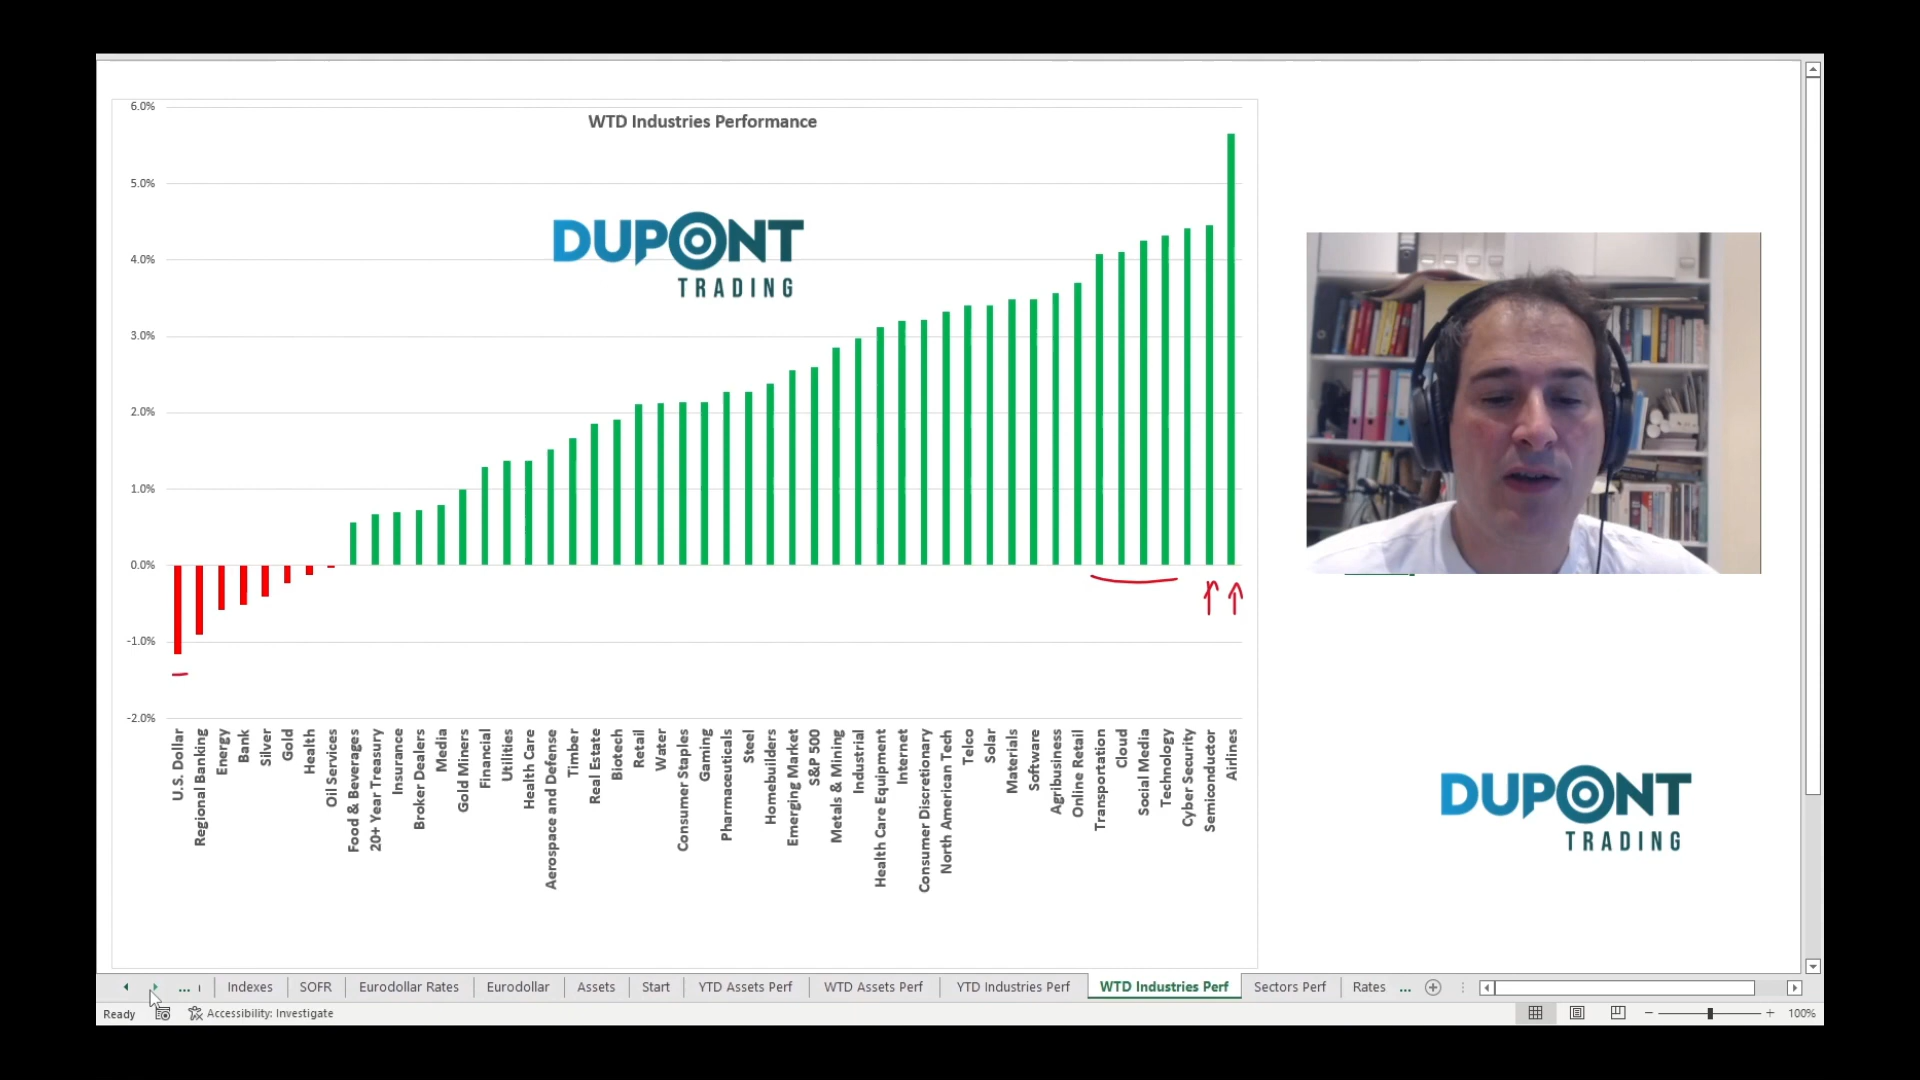 WTD Industries Performance
6.0%
5.0%
4.0%
3.0%
2.0%
1.0%
0.0%
-1.0%
-2.0%
DUPONT
TRADING
U.S. Dollar
Regional Banking
Energy
Bank
Silver
Gold
Health
Oil Services
Food & Beverages
20+ Year Treasury
Insurance
Broker Dealers
Media
Gold Miners
Financial
Utilities
Health Care
Aerospace and Defense
Timber
Real Estate
Biotech
Retail
Water
Consumer Staples
Gaming
Pharmaceuticals
Steel
Homebuilders
Emerging Market
S&P 500
Metals & Mining
Industrial
Health Care Equipment
Internet
Consumer Discretionary
North American Tech
Telco
Solar
Materials
Software
Agribusiness
Online Retail
Transportation
Cloud
Social Media
Technology
Cyber Security
Semiconductor
Airlines
DUPONT
TRADING
... Indexes SOFR Eurodollar Rates Eurodollar Assets Start YTD Assets Perf WTD Assets Perf YTD Industries Perf WTD Industries Perf Sectors Perf Rates ...
Ready Accessibility: Investigate 100%